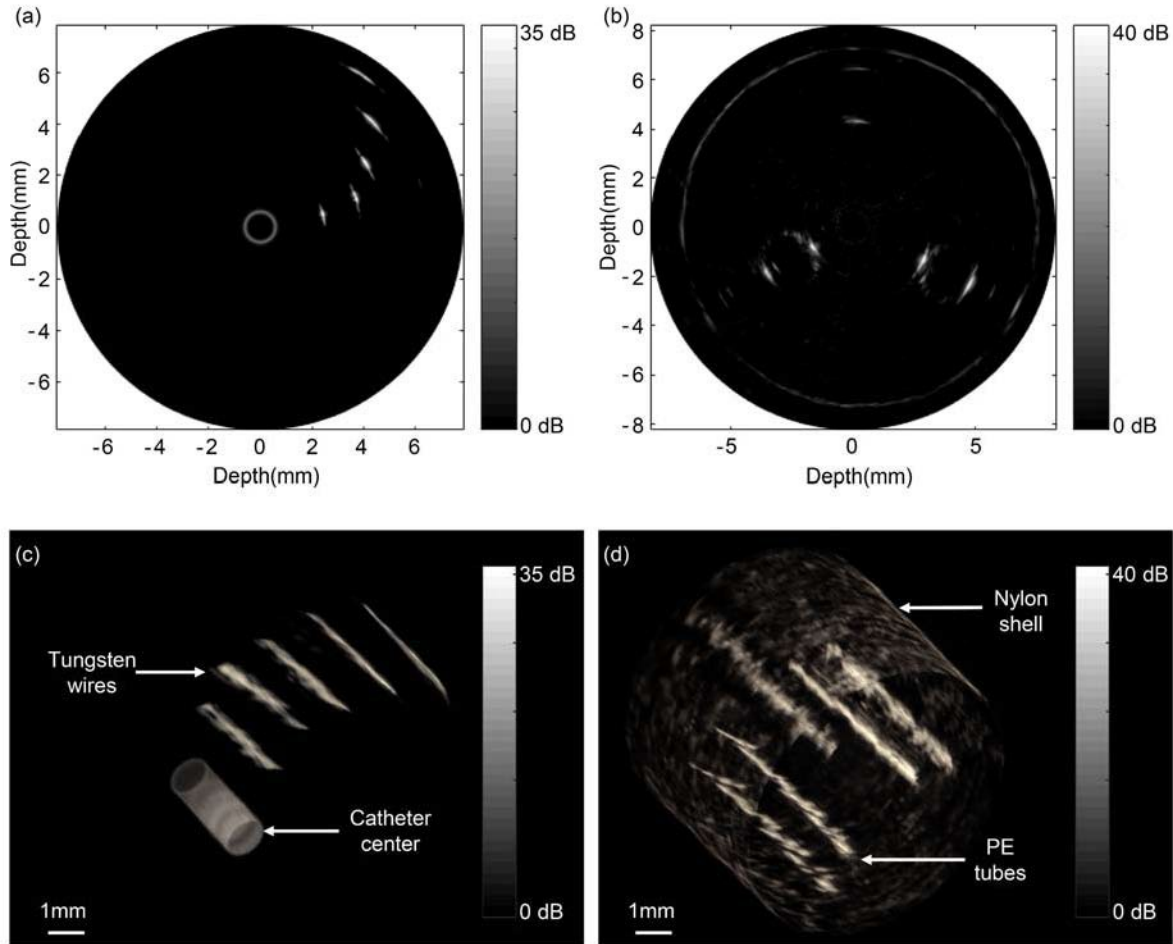 (a)
35 dB
0 dB
6
4
2
0
-2
-4
-6
Depth(mm)
-6
-4
-2
0
2
4
6
Depth(mm)
(b)
40 dB
0 dB
8
6
4
2
0
-2
-4
-6
-8
Depth(mm)
-5
0
5
Depth(mm)
(c)
35 dB
0 dB
Tungsten
wires
Catheter
center
1mm
(d)
40 dB
0 dB
Nylon
shell
PE
tubes
1mm